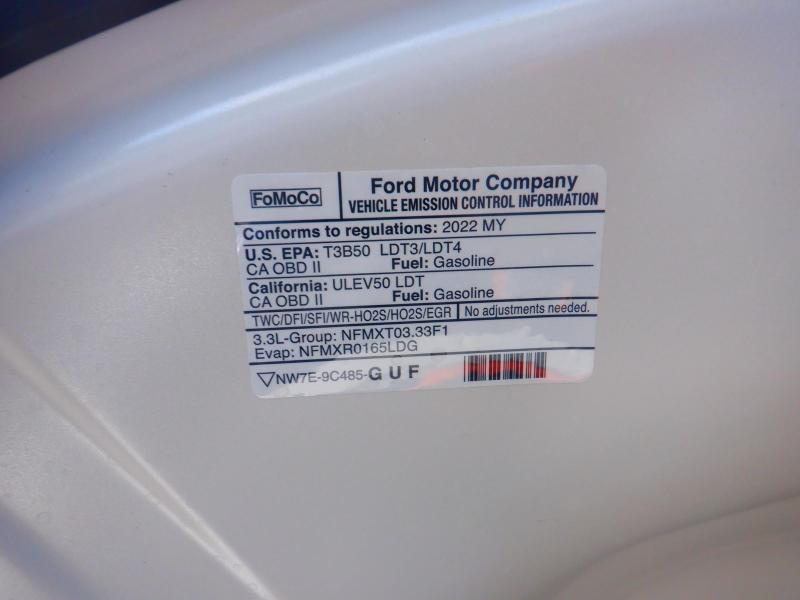 FoMoCo
Ford Motor Company
VEHICLE EMISSION CONTROL INFORMATION
Conforms to regulations: 2022 MY
U.S. EPA: T3B50 LDT3/LDT4
CA OBD II Fuel: Gasoline
California: ULEV50 LDT
CA OBD II Fuel: Gasoline
TWC/DFI/SFI/WR-HO2S/HO2S/EGR No adjustments needed.
3.3L-Group: NFMXT03.33F1
Evap: NFMXR0165LDG
NW7E-9C485-GUF